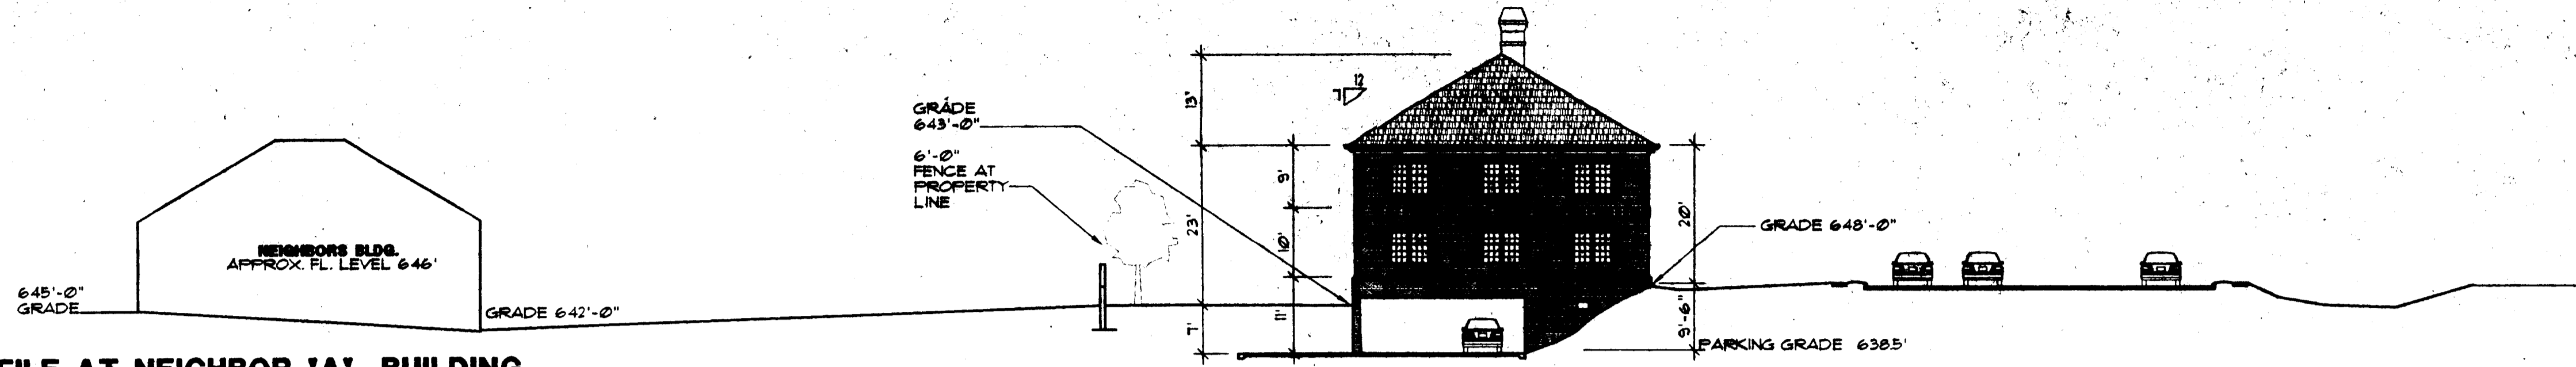 GRADE
643'-0"
6'-0"
FENCE AT
PROPERTY
LINE
NEIGHBORS BLDG.
APPROX. FL. LEVEL 646'
645'-0"
GRADE
GRADE 642'-0"
13'
23'
7'
9'
10'
11'
12
7
20'
9'-6"
GRADE 648'-0"
PARKING GRADE 638.5'
FILE AT NEIGHBOR 'A' BUILDING